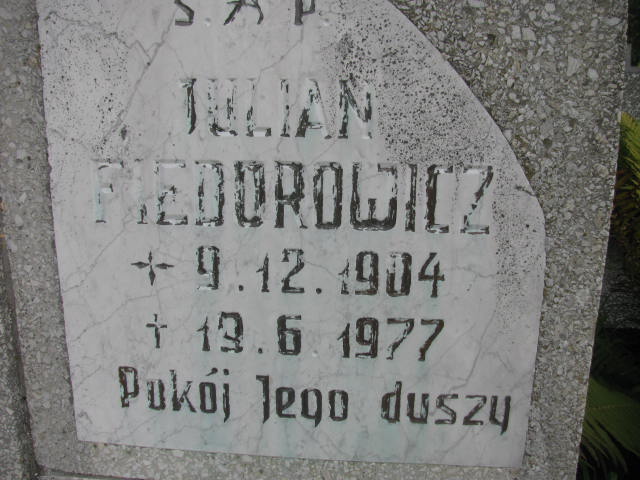 Ś. † P.
JULIAN
FIEDOROWICZ
9.12.1904
† 19.6.1977
Pokój Jego duszy